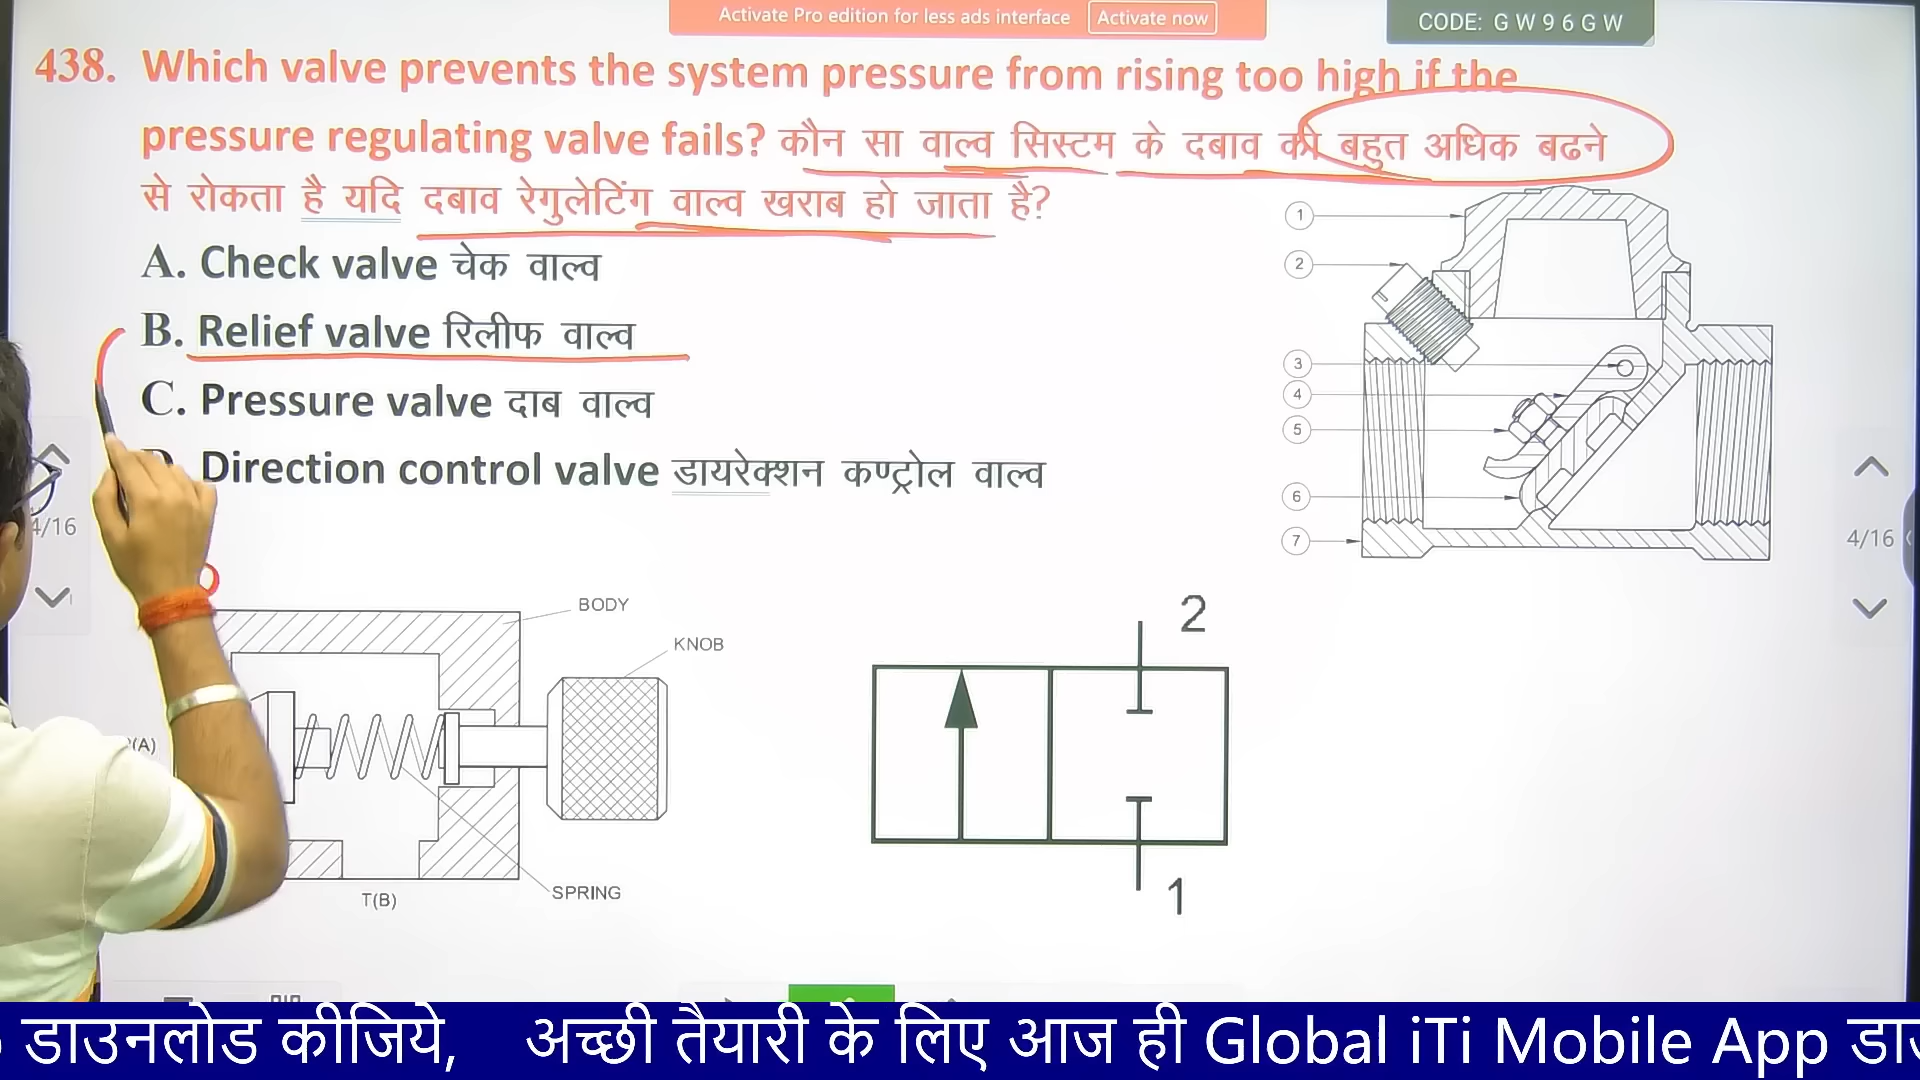 Activate Pro edition for less ads interface Activate now
CODE: G W 9 6 G W
438. Which valve prevents the system pressure from rising too high if the
pressure regulating valve fails? कौन सा वाल्व सिस्टम के दबाव को बहुत अधिक बढने
से रोकता है यदि दबाव रेगुलेटिंग वाल्व खराब हो जाता है?
A. Check valve चेक वाल्व
B. Relief valve रिलीफ वाल्व
C. Pressure valve दाब वाल्व
Direction control valve डायरेक्शन कण्ट्रोल वाल्व
1
2
3
4
5
6
7
4/16
4/16
BODY
KNOB
(A)
SPRING
T(B)
2
1
डाउनलोड कीजिये, अच्छी तैयारी के लिए आज ही Global iTi Mobile App